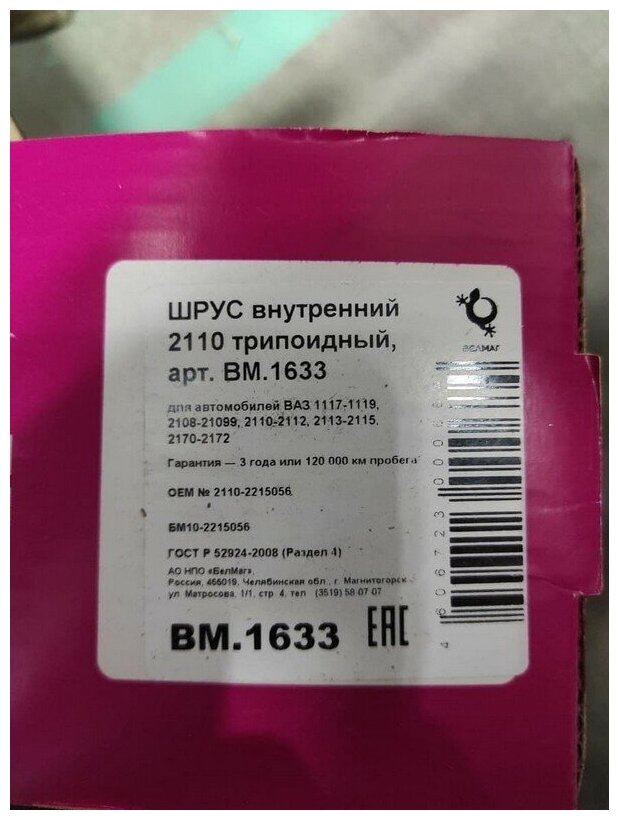 ШРУС внутренний
2110 трипоидный,
арт. ВМ.1633
БЕЛМАГ
для автомобилей ВАЗ 1117-1119,
2108-21099, 2110-2112, 2113-2115,
2170-2172
Гарантия — 3 года или 120 000 км пробега
ОЕМ № 2110-2215056
БМ10-2215056
ГОСТ Р 52924-2008 (Раздел 4)
АО НПО «БелМаг»,
Россия, 455019, Челябинская обл., г. Магнитогорск
ул. Матросова, 1/1, стр. 4, тел. (3519) 58 07 07
ВМ.1633
ЕАС